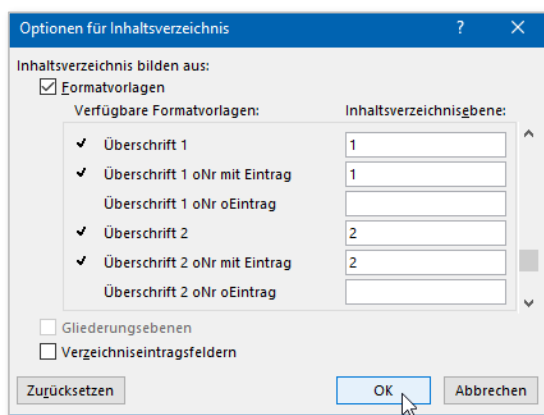 Optionen für Inhaltsverzeichnis ? ×
Inhaltsverzeichnis bilden aus:
Formatvorlagen
Verfügbare Formatvorlagen: Inhaltsverzeichnisebene:
Überschrift 1 1
Überschrift 1 oNr mit Eintrag 1
Überschrift 1 oNr oEintrag
Überschrift 2 2
Überschrift 2 oNr mit Eintrag 2
Überschrift 2 oNr oEintrag
Gliederungsebenen
Verzeichniseintragsfeldern
Zurücksetzen OK Abbrechen